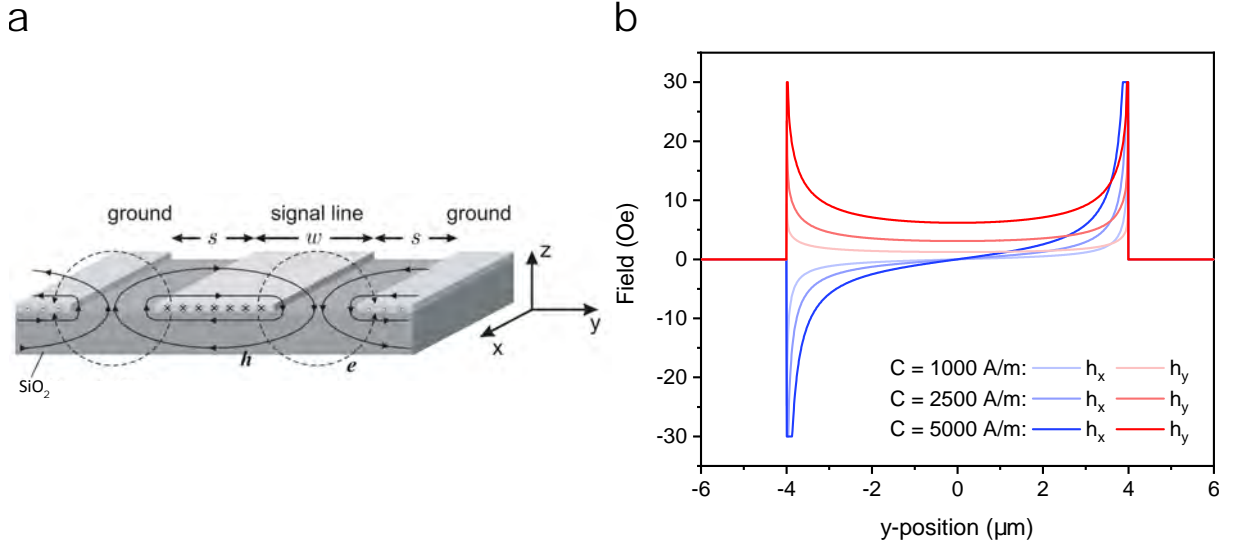 a
ground
signal line
ground
s
w
s
z
y
x
h
e
SiO2
b
Field (Oe)
30
20
10
0
-10
-20
-30
C = 1000 A/m: hx hy
C = 2500 A/m: hx hy
C = 5000 A/m: hx hy
-6 -4 -2 0 2 4 6
y-position (μm)